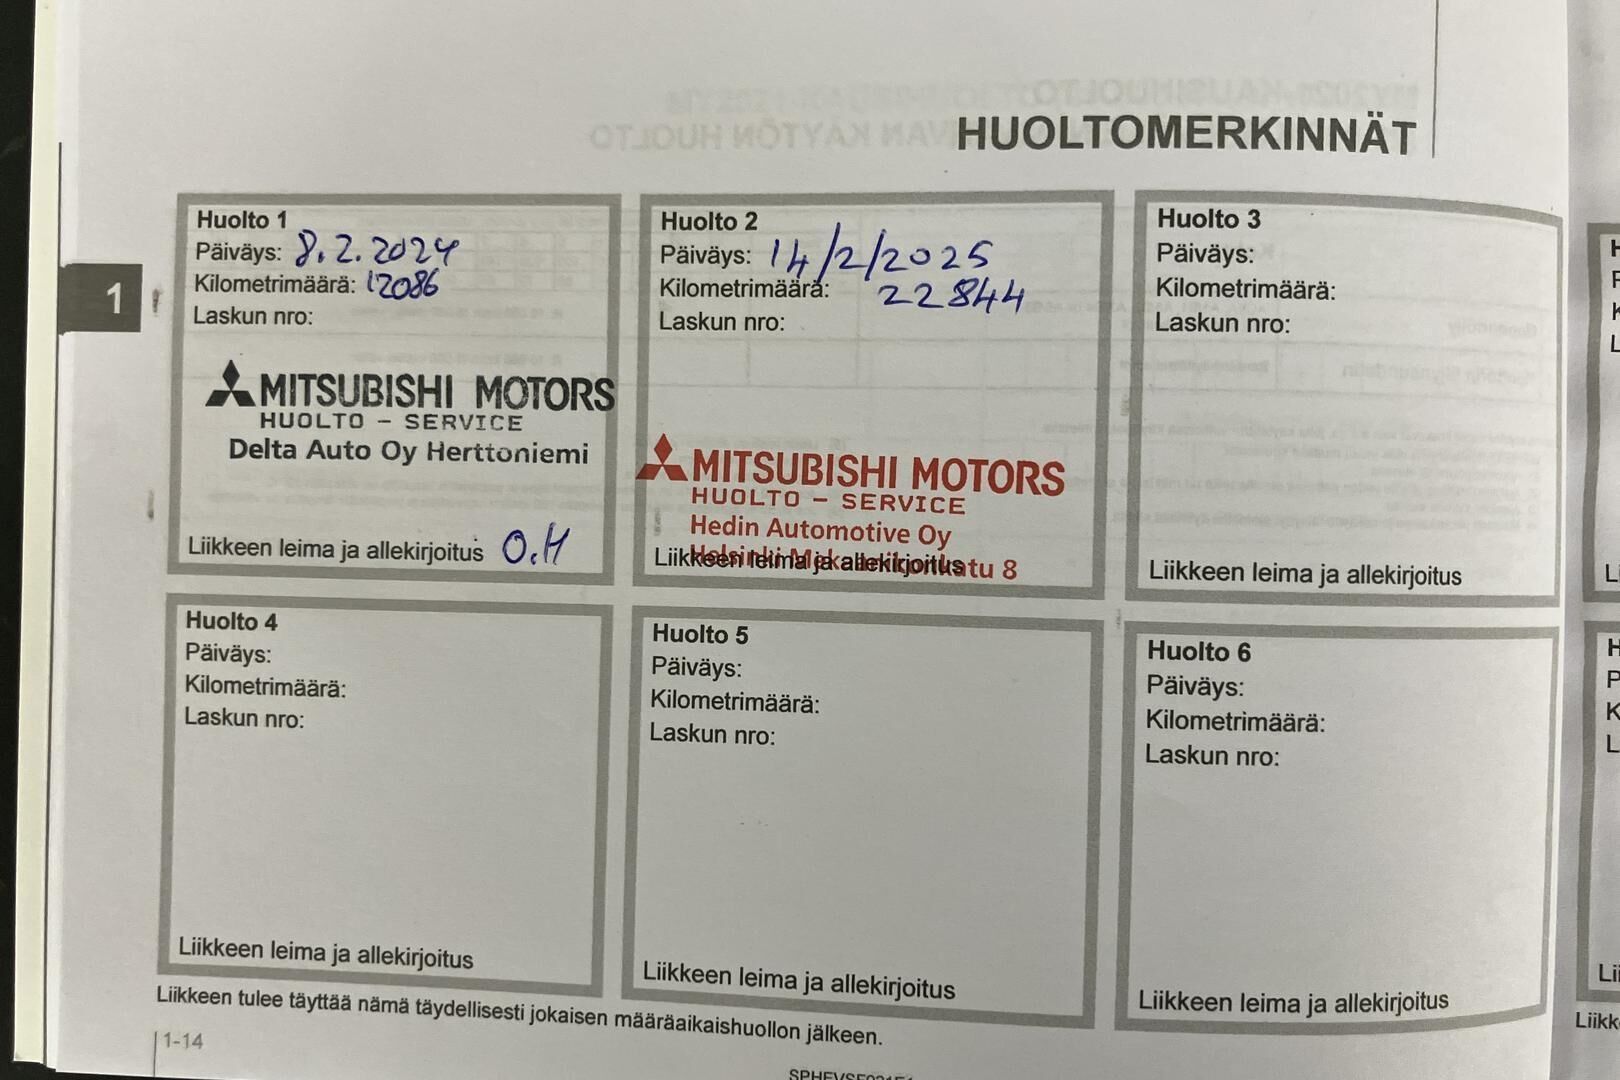 HUOLTOMERKINNÄT
1
Huolto 1
Päiväys: 8.2.2024
Kilometrimäärä: 12086
Laskun nro:
MITSUBISHI MOTORS
HUOLTO - SERVICE
Delta Auto Oy Herttoniemi
Liikkeen leima ja allekirjoitus O.H
Huolto 2
Päiväys: 14/2/2025
Kilometrimäärä: 22844
Laskun nro:
MITSUBISHI MOTORS
HUOLTO - SERVICE
Hedin Automotive Oy
Helsinki Mekaanikonkatu 8
Liikkeen leima ja allekirjoitus
Huolto 3
Päiväys:
Kilometrimäärä:
Laskun nro:
Liikkeen leima ja allekirjoitus
Huolto 4
Päiväys:
Kilometrimäärä:
Laskun nro:
Liikkeen leima ja allekirjoitus
Huolto 5
Päiväys:
Kilometrimäärä:
Laskun nro:
Liikkeen leima ja allekirjoitus
Huolto 6
Päiväys:
Kilometrimäärä:
Laskun nro:
Liikkeen leima ja allekirjoitus
Liikkeen tulee täyttää nämä täydellisesti jokaisen määräaikaishuollon jälkeen.
1-14